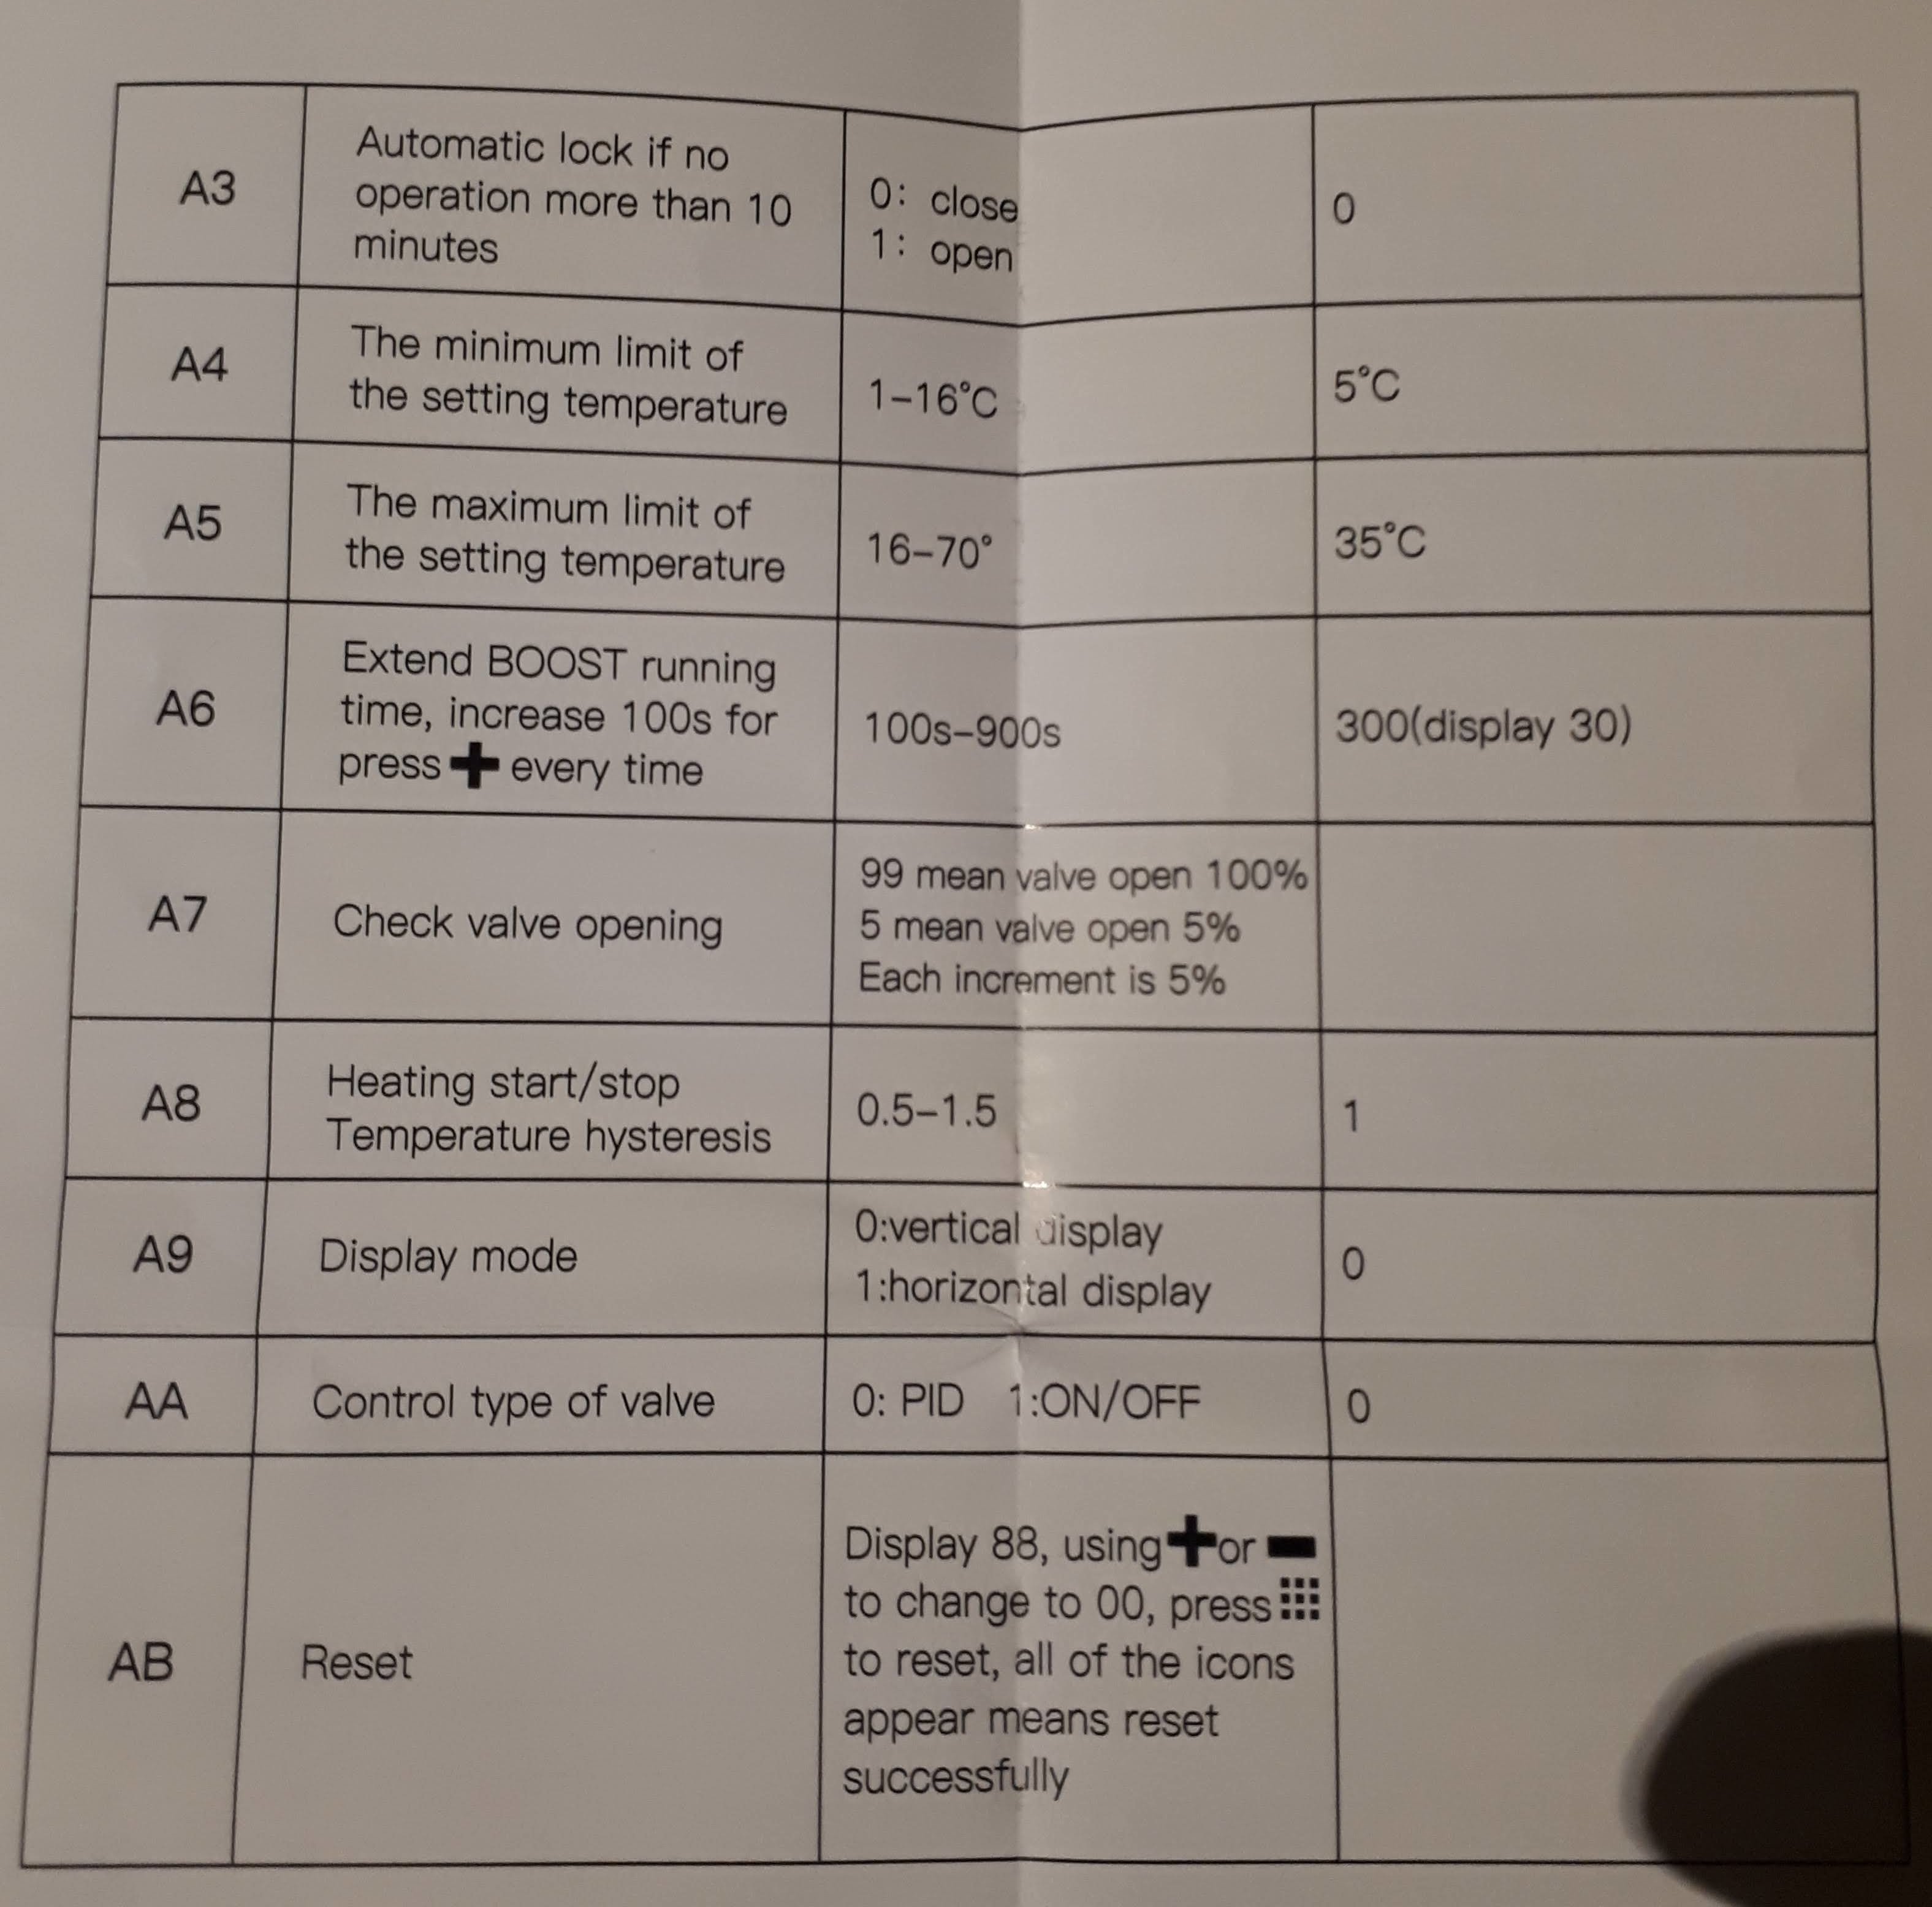 A3
Automatic lock if no
operation more than 10
minutes
0: close
1: open
0
A4
The minimum limit of
the setting temperature
1–16°C
5°C
A5
The maximum limit of
the setting temperature
16–70°
35°C
A6
Extend BOOST running
time, increase 100s for
press + every time
100s–900s
300(display 30)
A7
Check valve opening
99 mean valve open 100%
5 mean valve open 5%
Each increment is 5%
A8
Heating start/stop
Temperature hysteresis
0.5–1.5
1
A9
Display mode
0:vertical display
1:horizontal display
0
AA
Control type of valve
0: PID 1:ON/OFF
0
AB
Reset
Display 88, using + or −
to change to 00, press
to reset, all of the icons
appear means reset
successfully